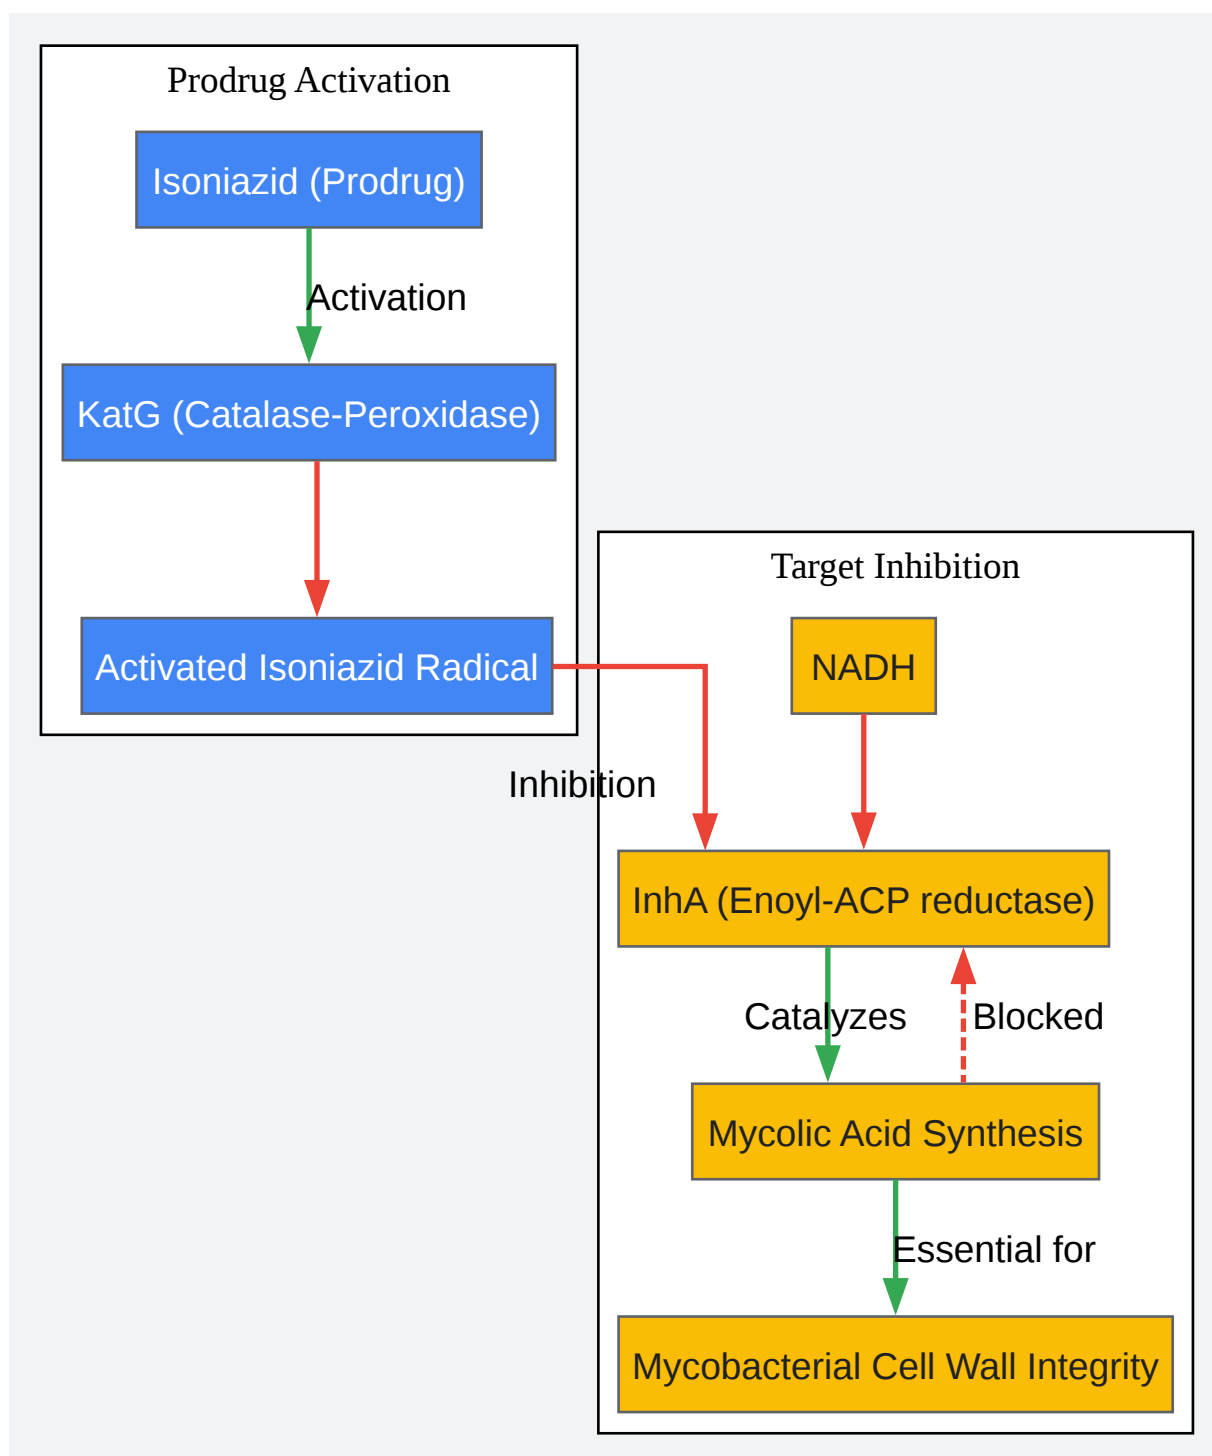 Prodrug Activation
Isoniazid (Prodrug)
Activation
KatG (Catalase-Peroxidase)
Activated Isoniazid Radical
Target Inhibition
NADH
Inhibition
InhA (Enoyl-ACP reductase)
Catalyzes
Blocked
Mycolic Acid Synthesis
Essential for
Mycobacterial Cell Wall Integrity